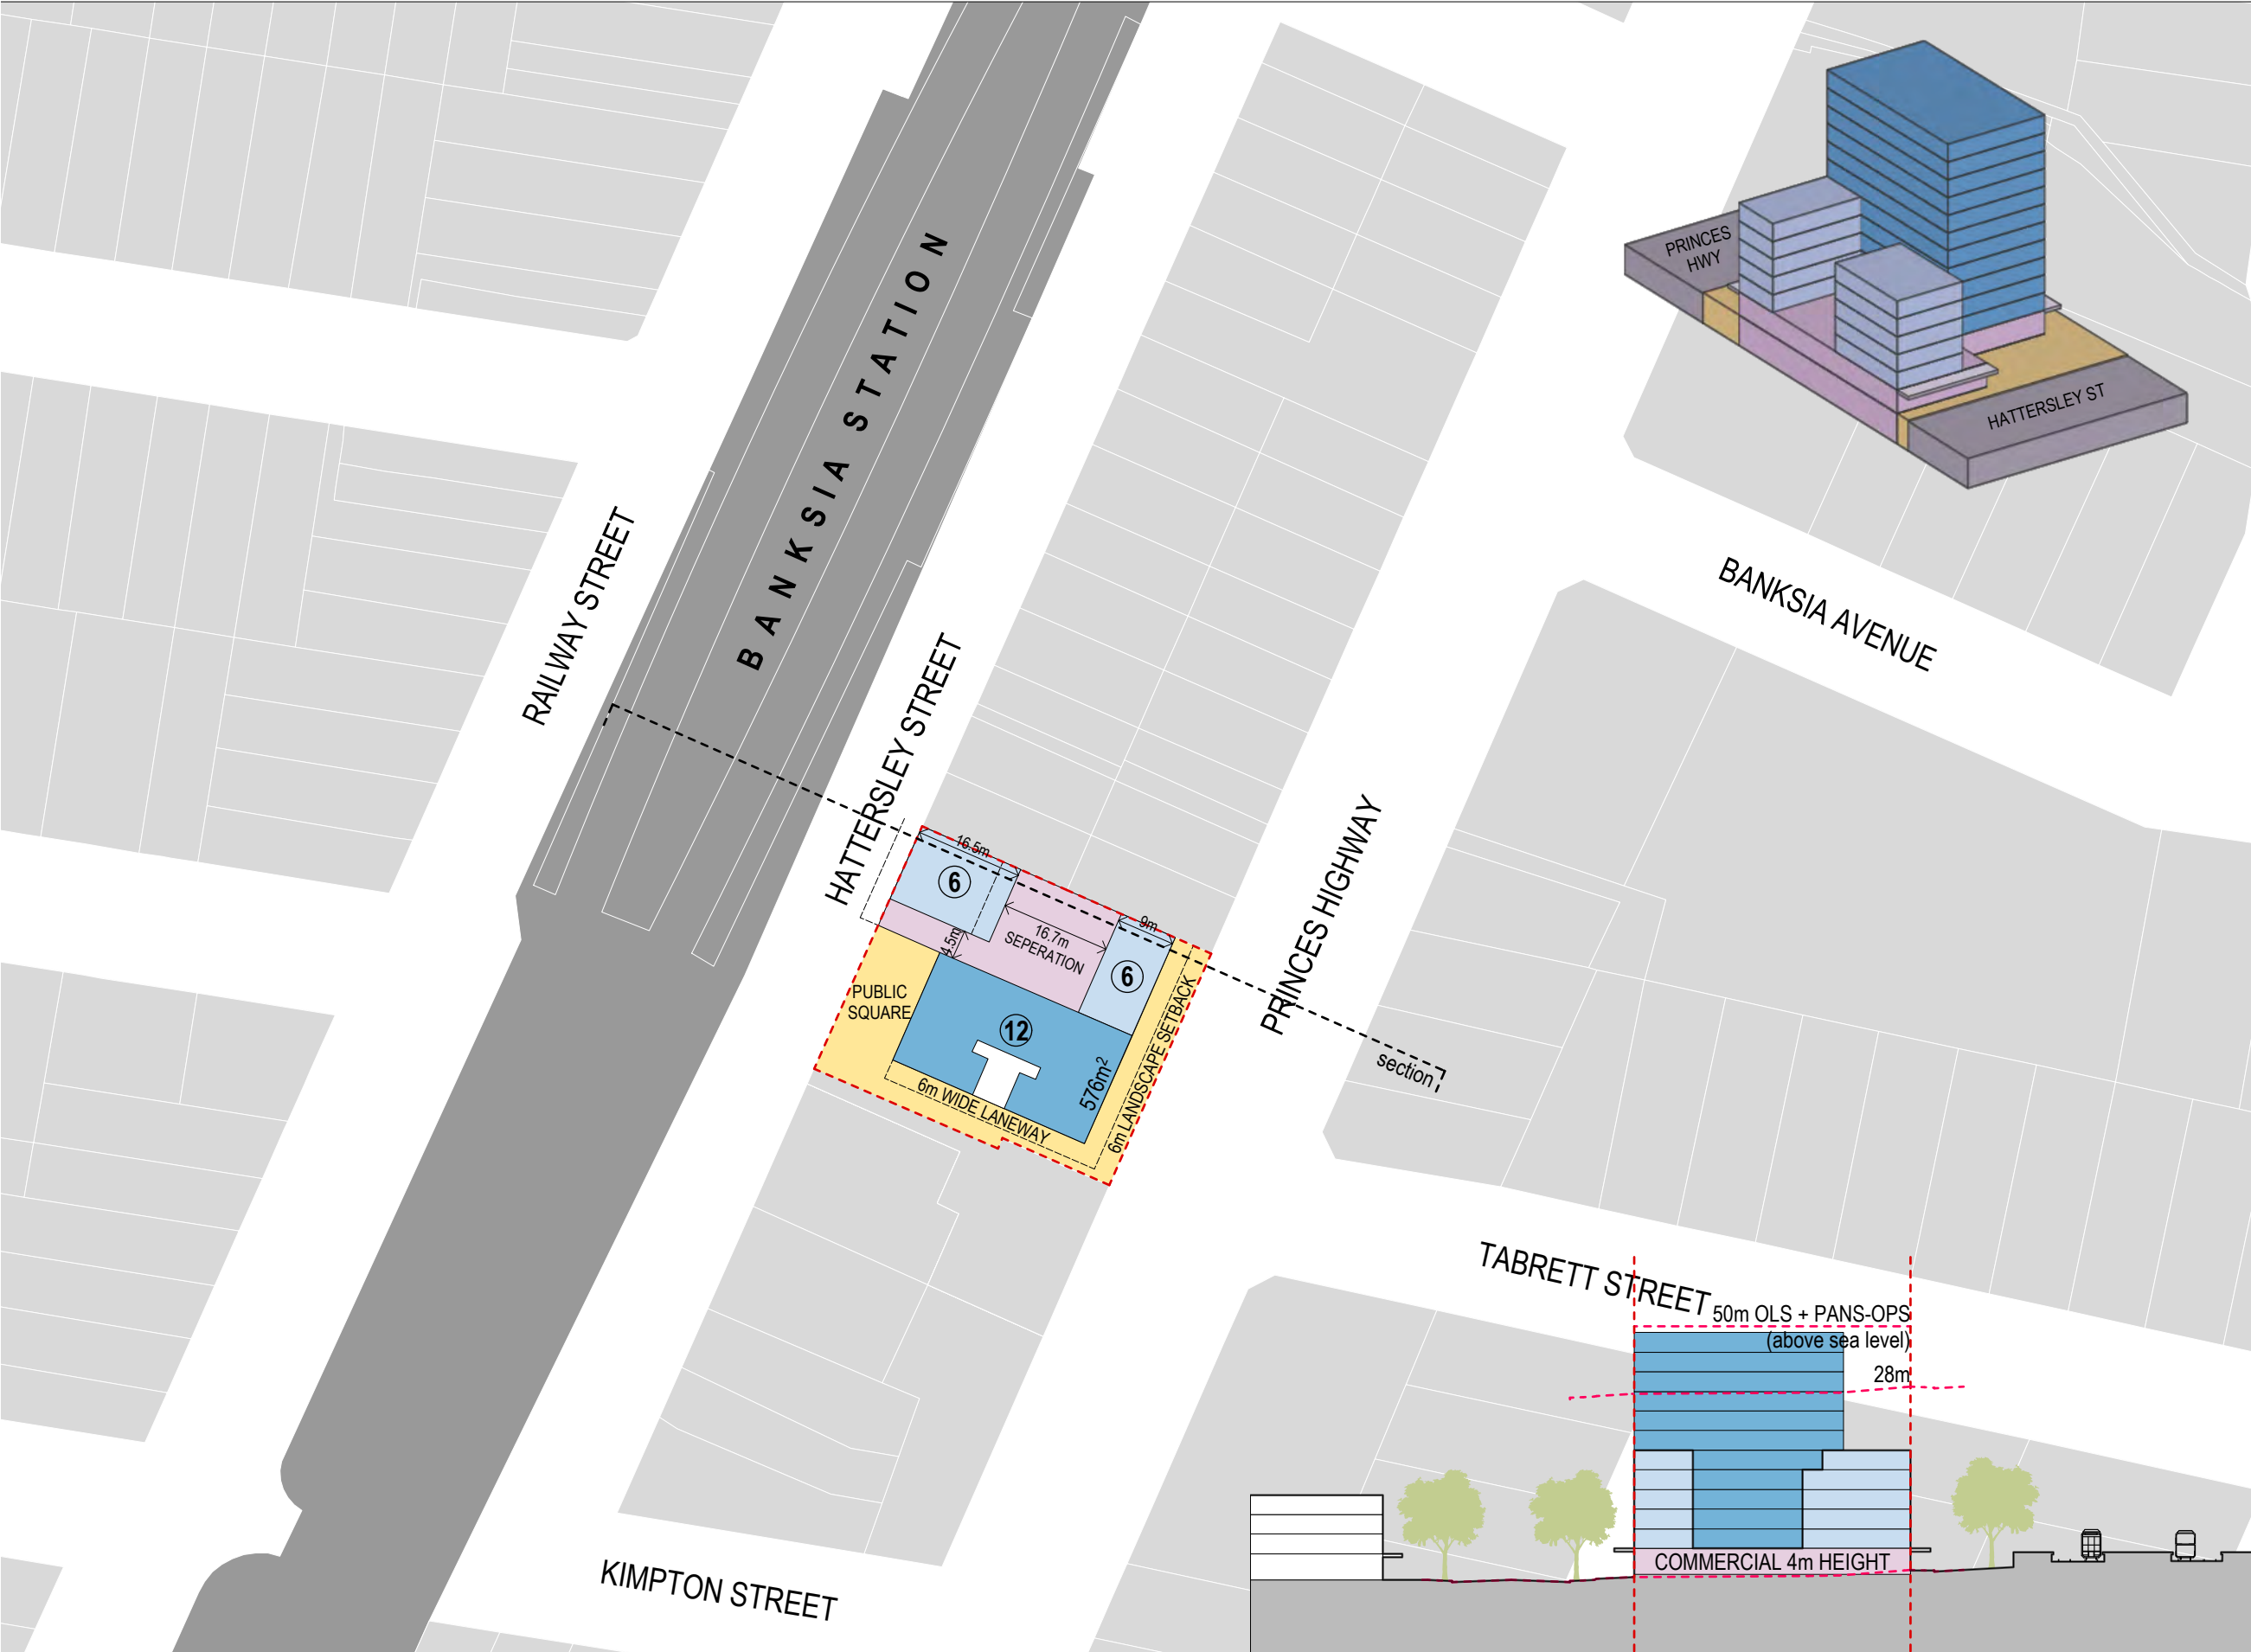 PRINCES
HWY
HATTERSLEY ST
BANKSIA STATION
RAILWAY STREET
HATTERSLEY STREET
BANKSIA AVENUE
PRINCES HIGHWAY
16.5m
6
16.7m
SEPERATION
9m
6
4.5m
PUBLIC
SQUARE
12
576m²
6m WIDE LANEWAY
6m LANDSCAPE SETBACK
section
TABRETT STREET
50m OLS + PANS-OPS
(above sea level)
28m
COMMERCIAL 4m HEIGHT
KIMPTON STREET